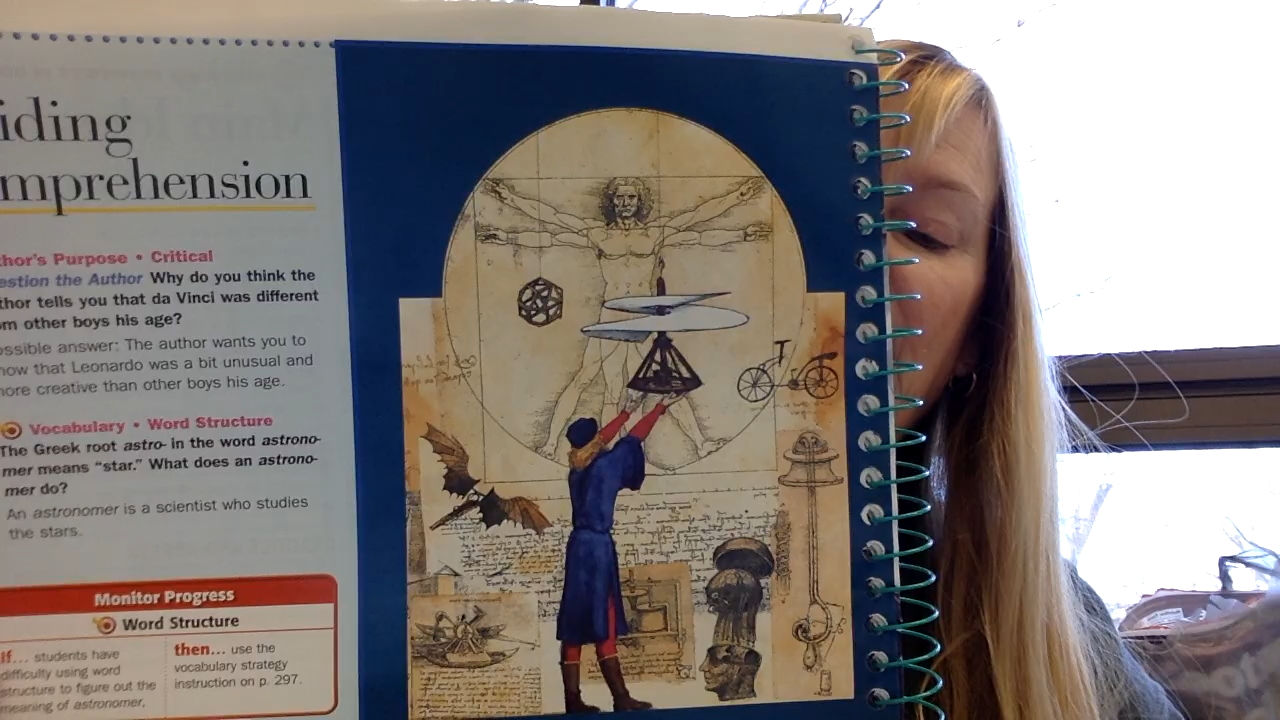 iding
mprehension
thor's Purpose • Critical
estion the Author Why do you think the
thor tells you that da Vinci was different
om other boys his age?
ossible answer: The author wants you to
now that Leonardo was a bit unusual and
more creative than other boys his age.
Vocabulary • Word Structure
The Greek root astro- in the word astrono-
mer means "star." What does an astrono-
mer do?
An astronomer is a scientist who studies
the stars.
Monitor Progress
Word Structure
If... students have
difficulty using word
structure to figure out the
meaning of astronomer,
then... use the
vocabulary strategy
instruction on p. 297.